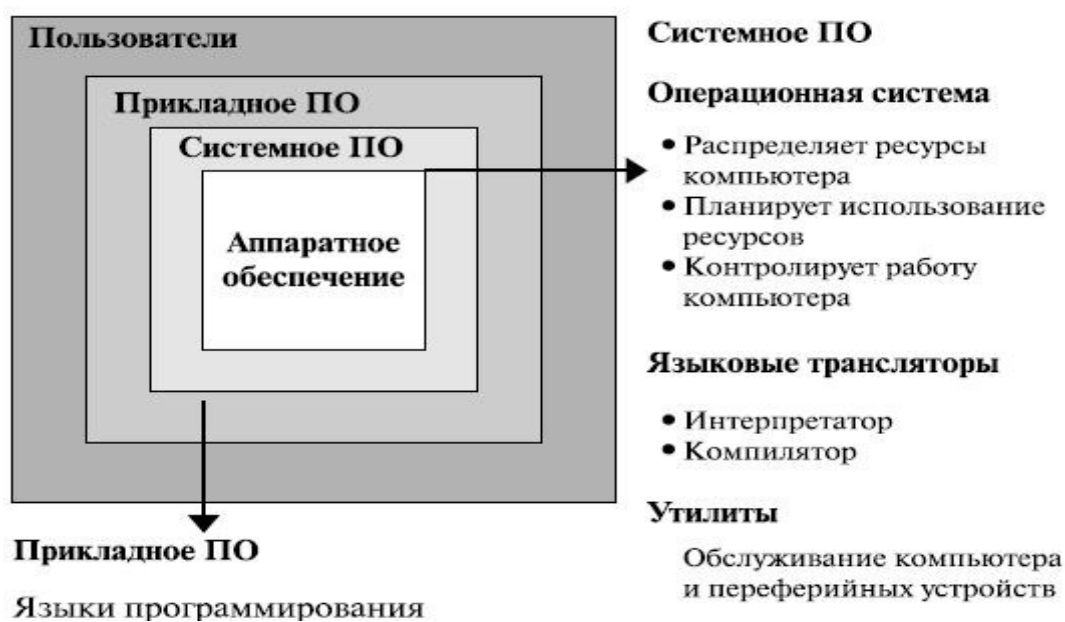 Пользователи
Прикладное ПО
Системное ПО
Аппаратное
обеспечение
Прикладное ПО
Языки программирования
Системное ПО
Операционная система
• Распределяет ресурсы
компьютера
• Планирует использование
ресурсов
• Контролирует работу
компьютера
Языковые трансляторы
• Интерпретатор
• Компилятор
Утилиты
Обслуживание компьютера
и переферийных устройств